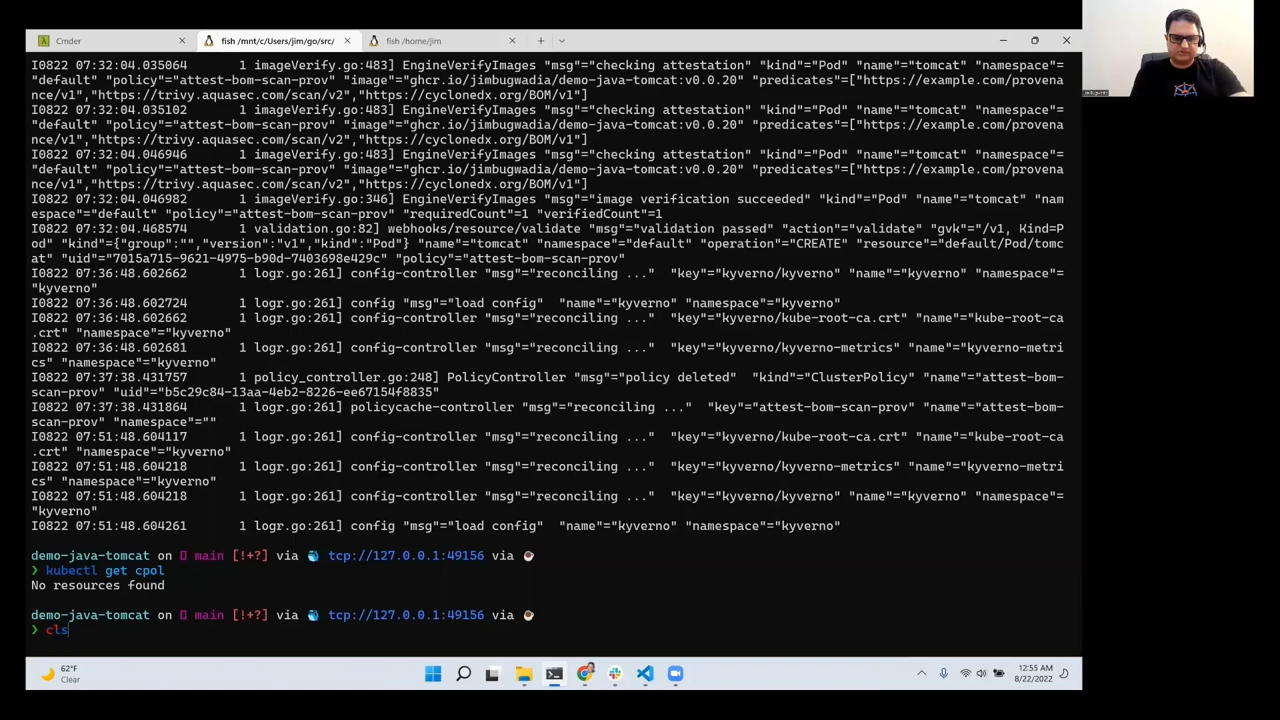 Cmder
fish /mnt/c/Users/jim/go/src/
fish /home/jim
I0822 07:32:04.035064 1 imageVerify.go:483] EngineVerifyImages "msg"="checking attestation" "kind"="Pod" "name"="tomcat" "namespace"=
"default" "policy"="attest-bom-scan-prov" "image"="ghcr.io/jimbugwadia/demo-java-tomcat:v0.0.20" "predicates"=["https://example.com/provena
nce/v1","https://trivy.aquasec.com/scan/v2","https://cyclonedx.org/BOM/v1"]
I0822 07:32:04.035102 1 imageVerify.go:483] EngineVerifyImages "msg"="checking attestation" "kind"="Pod" "name"="tomcat" "namespace"=
"default" "policy"="attest-bom-scan-prov" "image"="ghcr.io/jimbugwadia/demo-java-tomcat:v0.0.20" "predicates"=["https://example.com/provena
nce/v1","https://trivy.aquasec.com/scan/v2","https://cyclonedx.org/BOM/v1"]
I0822 07:32:04.046946 1 imageVerify.go:483] EngineVerifyImages "msg"="checking attestation" "kind"="Pod" "name"="tomcat" "namespace"=
"default" "policy"="attest-bom-scan-prov" "image"="ghcr.io/jimbugwadia/demo-java-tomcat:v0.0.20" "predicates"=["https://example.com/provena
nce/v1","https://trivy.aquasec.com/scan/v2","https://cyclonedx.org/BOM/v1"]
I0822 07:32:04.046982 1 imageVerify.go:346] EngineVerifyImages "msg"="image verification succeeded" "kind"="Pod" "name"="tomcat" "nam
espace"="default" "policy"="attest-bom-scan-prov" "requiredCount"=1 "verifiedCount"=1
I0822 07:32:04.468574 1 validation.go:82] webhooks/resource/validate "msg"="validation passed" "action"="validate" "gvk"="/v1, Kind=P
od" "kind"={"group":"","version":"v1","kind":"Pod"} "name"="tomcat" "namespace"="default" "operation"="CREATE" "resource"="default/Pod/tomc
at" "uid"="7015a715-9621-4975-b90d-7403698e429c" "policy"="attest-bom-scan-prov"
I0822 07:36:48.602662 1 logr.go:261] config-controller "msg"="reconciling ..." "key"="kyverno/kyverno" "name"="kyverno" "namespace"=
"kyverno"
I0822 07:36:48.602724 1 logr.go:261] config "msg"="load config" "name"="kyverno" "namespace"="kyverno"
I0822 07:36:48.602662 1 logr.go:261] config-controller "msg"="reconciling ..." "key"="kyverno/kube-root-ca.crt" "name"="kube-root-ca
.crt" "namespace"="kyverno"
I0822 07:36:48.602681 1 logr.go:261] config-controller "msg"="reconciling ..." "key"="kyverno/kyverno-metrics" "name"="kyverno-metri
cs" "namespace"="kyverno"
I0822 07:37:38.431757 1 policy_controller.go:248] PolicyController "msg"="policy deleted" "kind"="ClusterPolicy" "name"="attest-bom-
scan-prov" "uid"="b5c29c84-13aa-4eb2-8226-ee67154f8835"
I0822 07:37:38.431864 1 logr.go:261] policycache-controller "msg"="reconciling ..." "key"="attest-bom-scan-prov" "name"="attest-bom-
scan-prov" "namespace"=""
I0822 07:51:48.604117 1 logr.go:261] config-controller "msg"="reconciling ..." "key"="kyverno/kube-root-ca.crt" "name"="kube-root-ca
.crt" "namespace"="kyverno"
I0822 07:51:48.604218 1 logr.go:261] config-controller "msg"="reconciling ..." "key"="kyverno/kyverno-metrics" "name"="kyverno-metri
cs" "namespace"="kyverno"
I0822 07:51:48.604218 1 logr.go:261] config-controller "msg"="reconciling ..." "key"="kyverno/kyverno" "name"="kyverno" "namespace"=
"kyverno"
I0822 07:51:48.604261 1 logr.go:261] config "msg"="load config" "name"="kyverno" "namespace"="kyverno"
demo-java-tomcat on main [!+?] via tcp://127.0.0.1:49156 via
❯ kubectl get cpol
No resources found
demo-java-tomcat on main [!+?] via tcp://127.0.0.1:49156 via
❯ cls
62°F
Clear
12:55 AM
8/22/2022